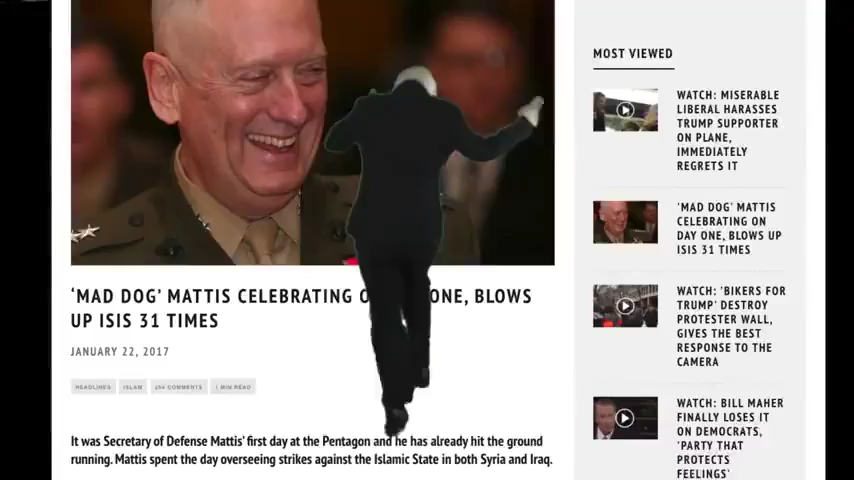 'MAD DOG' MATTIS CELEBRATING O ONE, BLOWS
UP ISIS 31 TIMES
JANUARY 22, 2017
HEADLINES
ISLAM
254 COMMENTS
1 MIN READ
It was Secretary of Defense Mattis' first day at the Pentagon and he has already hit the ground
running. Mattis spent the day overseeing strikes against the Islamic State in both Syria and Iraq.
MOST VIEWED
WATCH: MISERABLE
LIBERAL HARASSES
TRUMP SUPPORTER
ON PLANE,
IMMEDIATELY
REGRETS IT
'MAD DOG' MATTIS
CELEBRATING ON
DAY ONE, BLOWS UP
ISIS 31 TIMES
WATCH: 'BIKERS FOR
TRUMP' DESTROY
PROTESTER WALL,
GIVES THE BEST
RESPONSE TO THE
CAMERA
WATCH: BILL MAHER
FINALLY LOSES IT
ON DEMOCRATS,
'PARTY THAT
PROTECTS
FEELINGS'